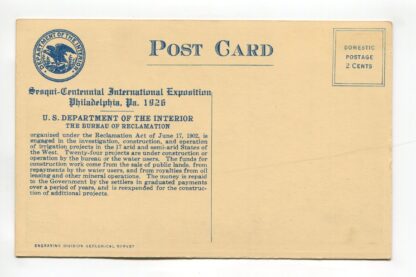 DEPARTMENT OF THE INTERIOR
POST CARD
DOMESTIC
POSTAGE
2 CENTS
Sesqui-Centennial International Exposition
Philadelphia, Pa. 1926
U. S. DEPARTMENT OF THE INTERIOR
THE BUREAU OF RECLAMATION
organized under the Reclamation Act of June 17, 1902, is
engaged in the investigation, construction, and operation
of irrigation projects in the 17 arid and semi-arid States of
the West. Twenty-four projects are under construction or
operation by the bureau or the water users. The funds for
construction work come from the sale of public lands, from
repayments by the water users, and from royalties from oil
leasing and other mineral operations. The money is repaid
to the Government by the settlers in graduated payments
over a period of years, and is reexpended for the construc-
tion of additional projects.
ENGRAVING DIVISION GEOLOGICAL SURVEY